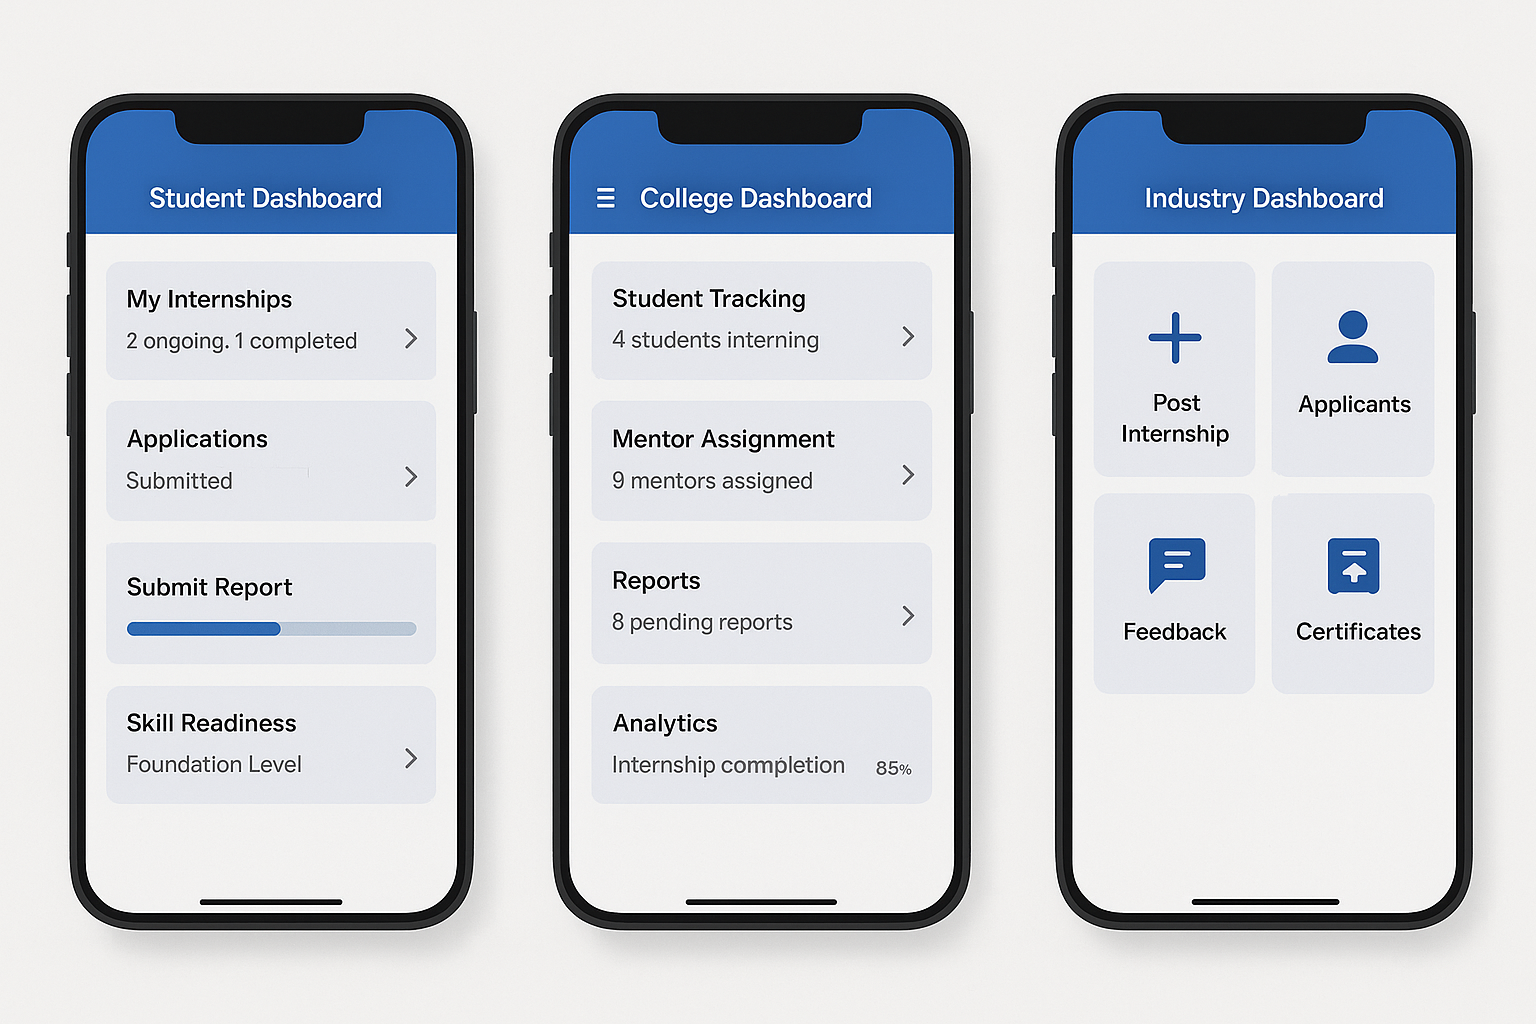 Student Dashboard
My Internships
2 ongoing. 1 completed
Applications
Submitted
Submit Report
Skill Readiness
Foundation Level
College Dashboard
Student Tracking
4 students interning
Mentor Assignment
9 mentors assigned
Reports
8 pending reports
Analytics
Internship completion 85%
Industry Dashboard
Post
Internship
Applicants
Feedback
Certificates